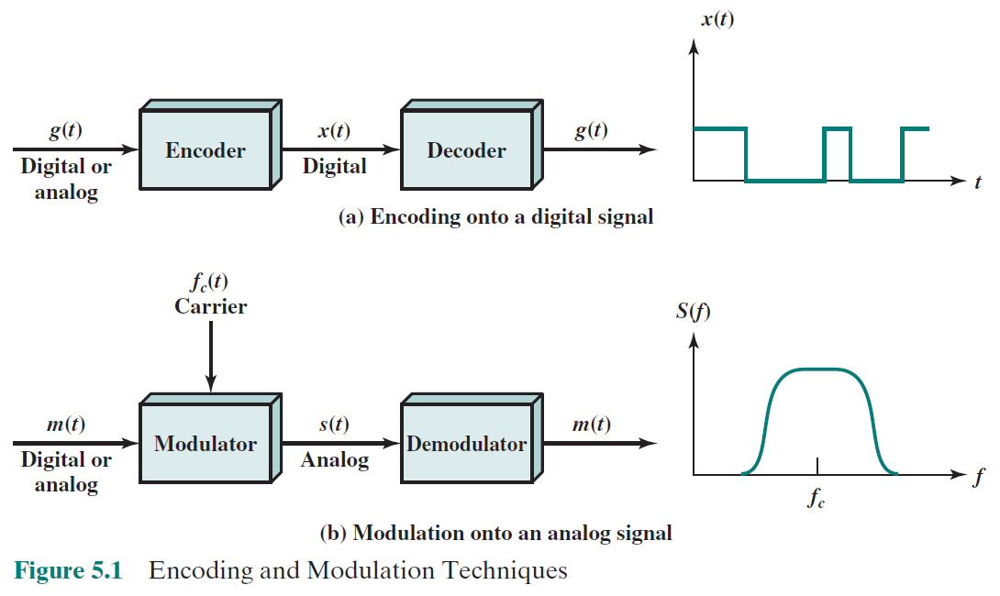 x(t)
g(t)
Digital or
analog
Encoder
x(t)
Digital
Decoder
g(t)
t
(a) Encoding onto a digital signal
fc(t)
Carrier
S(f)
m(t)
Digital or
analog
Modulator
s(t)
Analog
Demodulator
m(t)
f
fc
(b) Modulation onto an analog signal
Figure 5.1 Encoding and Modulation Techniques